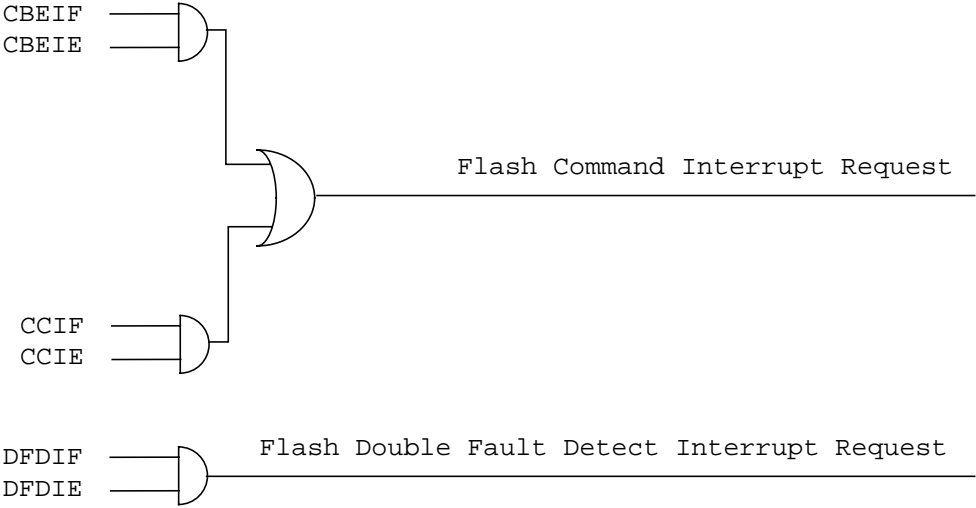 CBEIF
CBEIE
Flash Command Interrupt Request
CCIF
CCIE
Flash Double Fault Detect Interrupt Request
DFDIF
DFDIE